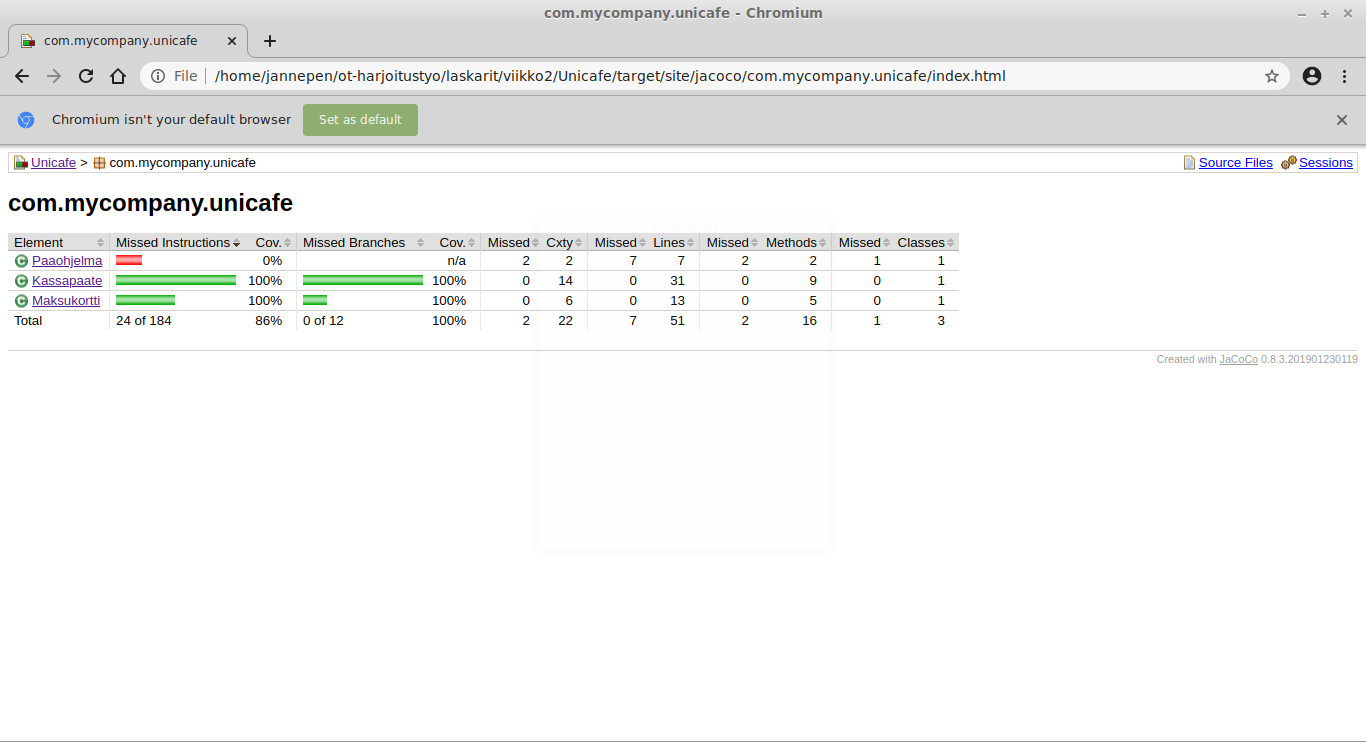 com.mycompany.unicafe - Chromium
com.mycompany.unicafe
File /home/jannepen/ot-harjoitustyo/laskarit/viikko2/Unicafe/target/site/jacoco/com.mycompany.unicafe/index.html
Chromium isn't your default browser Set as default
Unicafe > com.mycompany.unicafe Source Files Sessions
com.mycompany.unicafe
Element Missed Instructions Cov. Missed Branches Cov. Missed Cxty Missed Lines Missed Methods Missed Classes
Paaohjelma 0% n/a 2 2 7 7 2 2 1 1
Kassapaate 100% 100% 0 14 0 31 0 9 0 1
Maksukortti 100% 100% 0 6 0 13 0 5 0 1
Total 24 of 184 86% 0 of 12 100% 2 22 7 51 2 16 1 3
Created with JaCoCo 0.8.3.201901230119